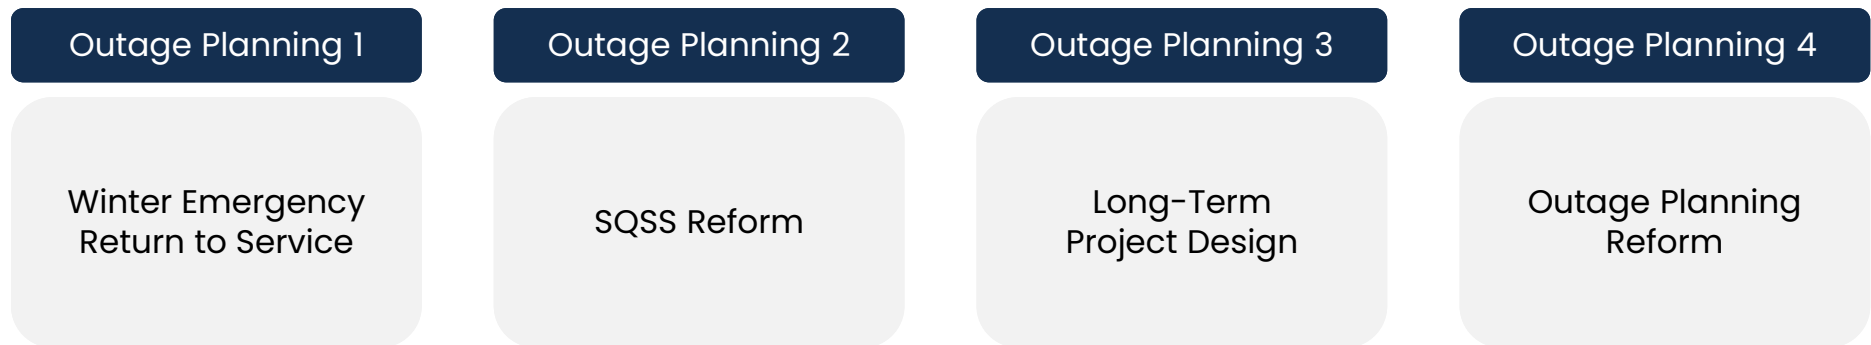 Outage Planning 1
Winter Emergency
Return to Service
Outage Planning 2
SQSS Reform
Outage Planning 3
Long-Term
Project Design
Outage Planning 4
Outage Planning
Reform